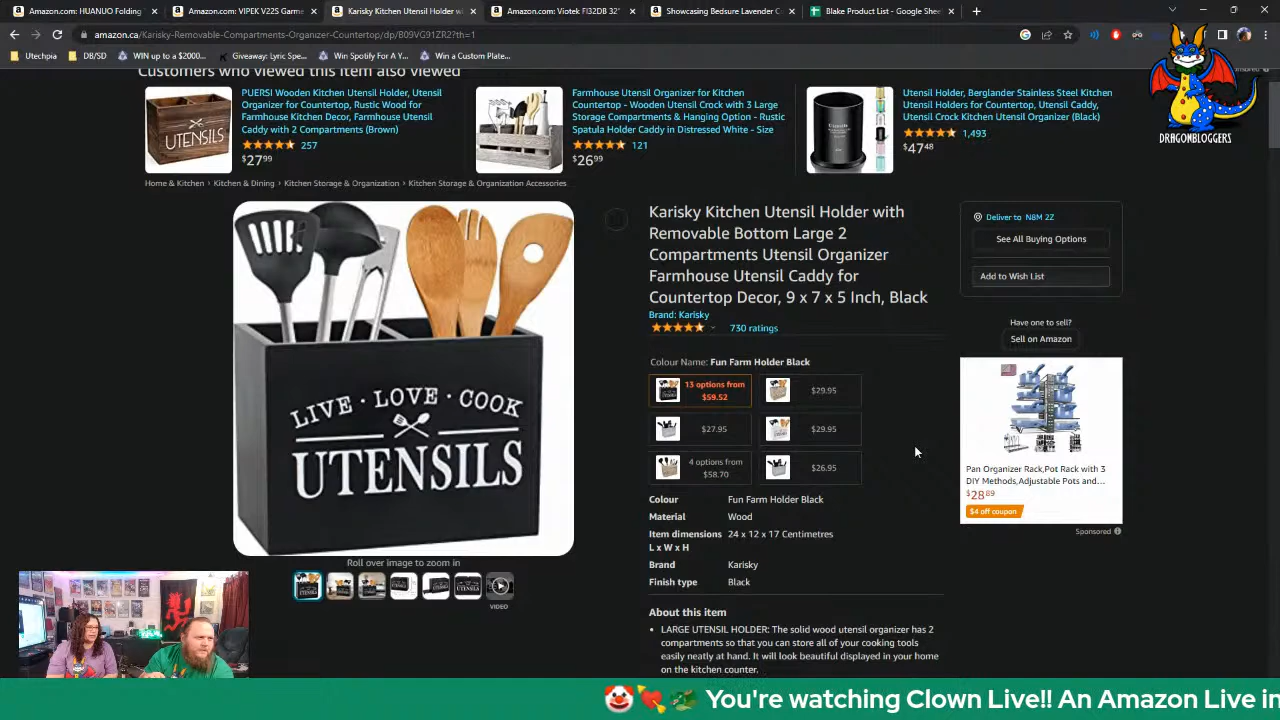 Amazon.com: HUANUO Folding
Amazon.com: VIPEK V22S Garme
Karisky Kitchen Utensil Holder wi
Amazon.com: Viotek FI32DB 32"
Showcasing Bedsure Lavender C
Blake Product List - Google Shee
amazon.ca/Karisky-Removable-Compartments-Organizer-Countertop/dp/B09VG91ZR2?th=1
Utechpia
DB/SD
WIN up to a $2000...
Giveaway: Lyric Spe...
Win Spotify For A Y...
Win a Custom Plate...
Customers who viewed this item also viewed
PUERSI Wooden Kitchen Utensil Holder, Utensil
Organizer for Countertop, Rustic Wood for
Farmhouse Kitchen Decor, Farmhouse Utensil
Caddy with 2 Compartments (Brown)
257
$27.99
UTENSILS
Farmhouse Utensil Organizer for Kitchen
Countertop - Wooden Utensil Crock with 3 Large
Storage Compartments & Hanging Option - Rustic
Spatula Holder Caddy in Distressed White - Size
121
$26.99
Utensil Holder, Berglander Stainless Steel Kitchen
Utensil Holders for Countertop, Utensil Caddy,
Utensil Crock Kitchen Utensil Organizer (Black)
1,493
$47.48
DRAGONBLOGGERS
Home & Kitchen › Kitchen & Dining › Kitchen Storage & Organization › Kitchen Storage & Organization Accessories
LIVE · LOVE · COOK
UTENSILS
Roll over image to zoom in
VIDEO
Karisky Kitchen Utensil Holder with
Removable Bottom Large 2
Compartments Utensil Organizer
Farmhouse Utensil Caddy for
Countertop Decor, 9 x 7 x 5 Inch, Black
Brand: Karisky
730 ratings
Colour Name: Fun Farm Holder Black
13 options from
$59.52
$29.95
$27.95
$29.95
4 options from
$58.70
$26.95
Colour Fun Farm Holder Black
Material Wood
Item dimensions 24 x 12 x 17 Centimetres
L x W x H
Brand Karisky
Finish type Black
About this item
• LARGE UTENSIL HOLDER: The solid wood utensil organizer has 2
compartments so that you can store all of your cooking tools
easily neatly at hand. It will look beautiful displayed in your home
on the kitchen counter.
Deliver to N8M 2Z
See All Buying Options
Add to Wish List
Have one to sell?
Sell on Amazon
Pan Organizer Rack,Pot Rack with 3
DIY Methods,Adjustable Pots and...
$28.89
$4 off coupon
Sponsored
You're watching Clown Live!! An Amazon Live in